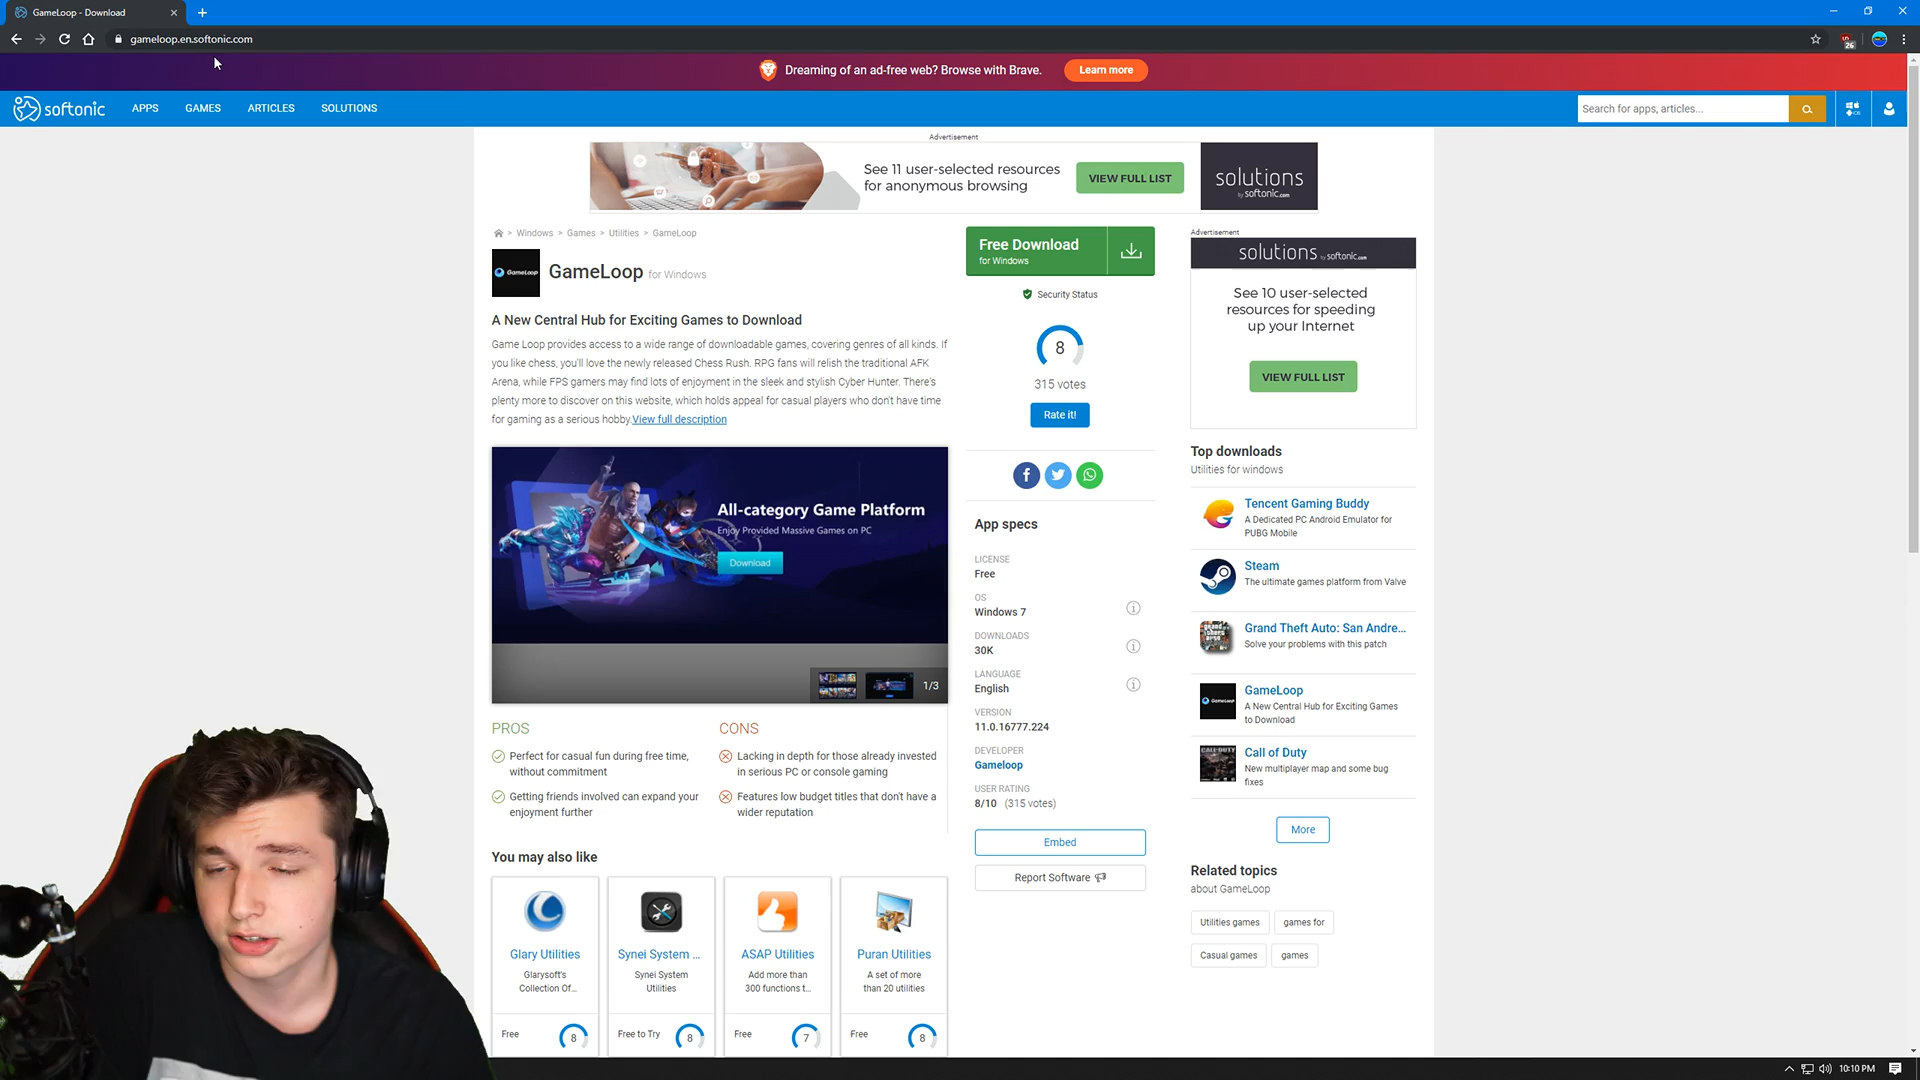 GameLoop - Download
gameloop.en.softonic.com
26
Dreaming of an ad-free web? Browse with Brave.
Learn more
softonic
APPS
GAMES
ARTICLES
SOLUTIONS
Search for apps, articles...
Advertisement
See 11 user-selected resources
for anonymous browsing
VIEW FULL LIST
solutions
by softonic.com
> Windows > Games > Utilities > GameLoop
GameLoop
GameLoop for Windows
A New Central Hub for Exciting Games to Download
Game Loop provides access to a wide range of downloadable games, covering genres of all kinds. If
you like chess, you'll love the newly released Chess Rush. RPG fans will relish the traditional AFK
Arena, while FPS gamers may find lots of enjoyment in the sleek and stylish Cyber Hunter. There's
plenty more to discover on this website, which holds appeal for casual players who don't have time
for gaming as a serious hobby.View full description
All-category Game Platform
Enjoy Provided Massive Games on PC
Download
1/3
PROS
Perfect for casual fun during free time,
without commitment
Getting friends involved can expand your
enjoyment further
CONS
Lacking in depth for those already invested
in serious PC or console gaming
Features low budget titles that don't have a
wider reputation
You may also like
Glary Utilities
Glarysoft's
Collection Of...
Free
8
Synei System ...
Synei System
Utilities
Free to Try
8
ASAP Utilities
Add more than
300 functions t...
Free
7
Puran Utilities
A set of more
than 20 utilities
Free
8
Free Download
for Windows
Security Status
8
315 votes
Rate it!
App specs
LICENSE
Free
OS
Windows 7
DOWNLOADS
30K
LANGUAGE
English
VERSION
11.0.16777.224
DEVELOPER
Gameloop
USER RATING
8/10 (315 votes)
Embed
Report Software
Advertisement
solutions by softonic.com
See 10 user-selected
resources for speeding
up your Internet
VIEW FULL LIST
Top downloads
Utilities for windows
Tencent Gaming Buddy
A Dedicated PC Android Emulator for
PUBG Mobile
Steam
The ultimate games platform from Valve
Grand Theft Auto: San Andre...
Solve your problems with this patch
GameLoop
GameLoop
A New Central Hub for Exciting Games
to Download
Call of Duty
New multiplayer map and some bug
fixes
More
Related topics
about GameLoop
Utilities games
games for
Casual games
games
10:10 PM